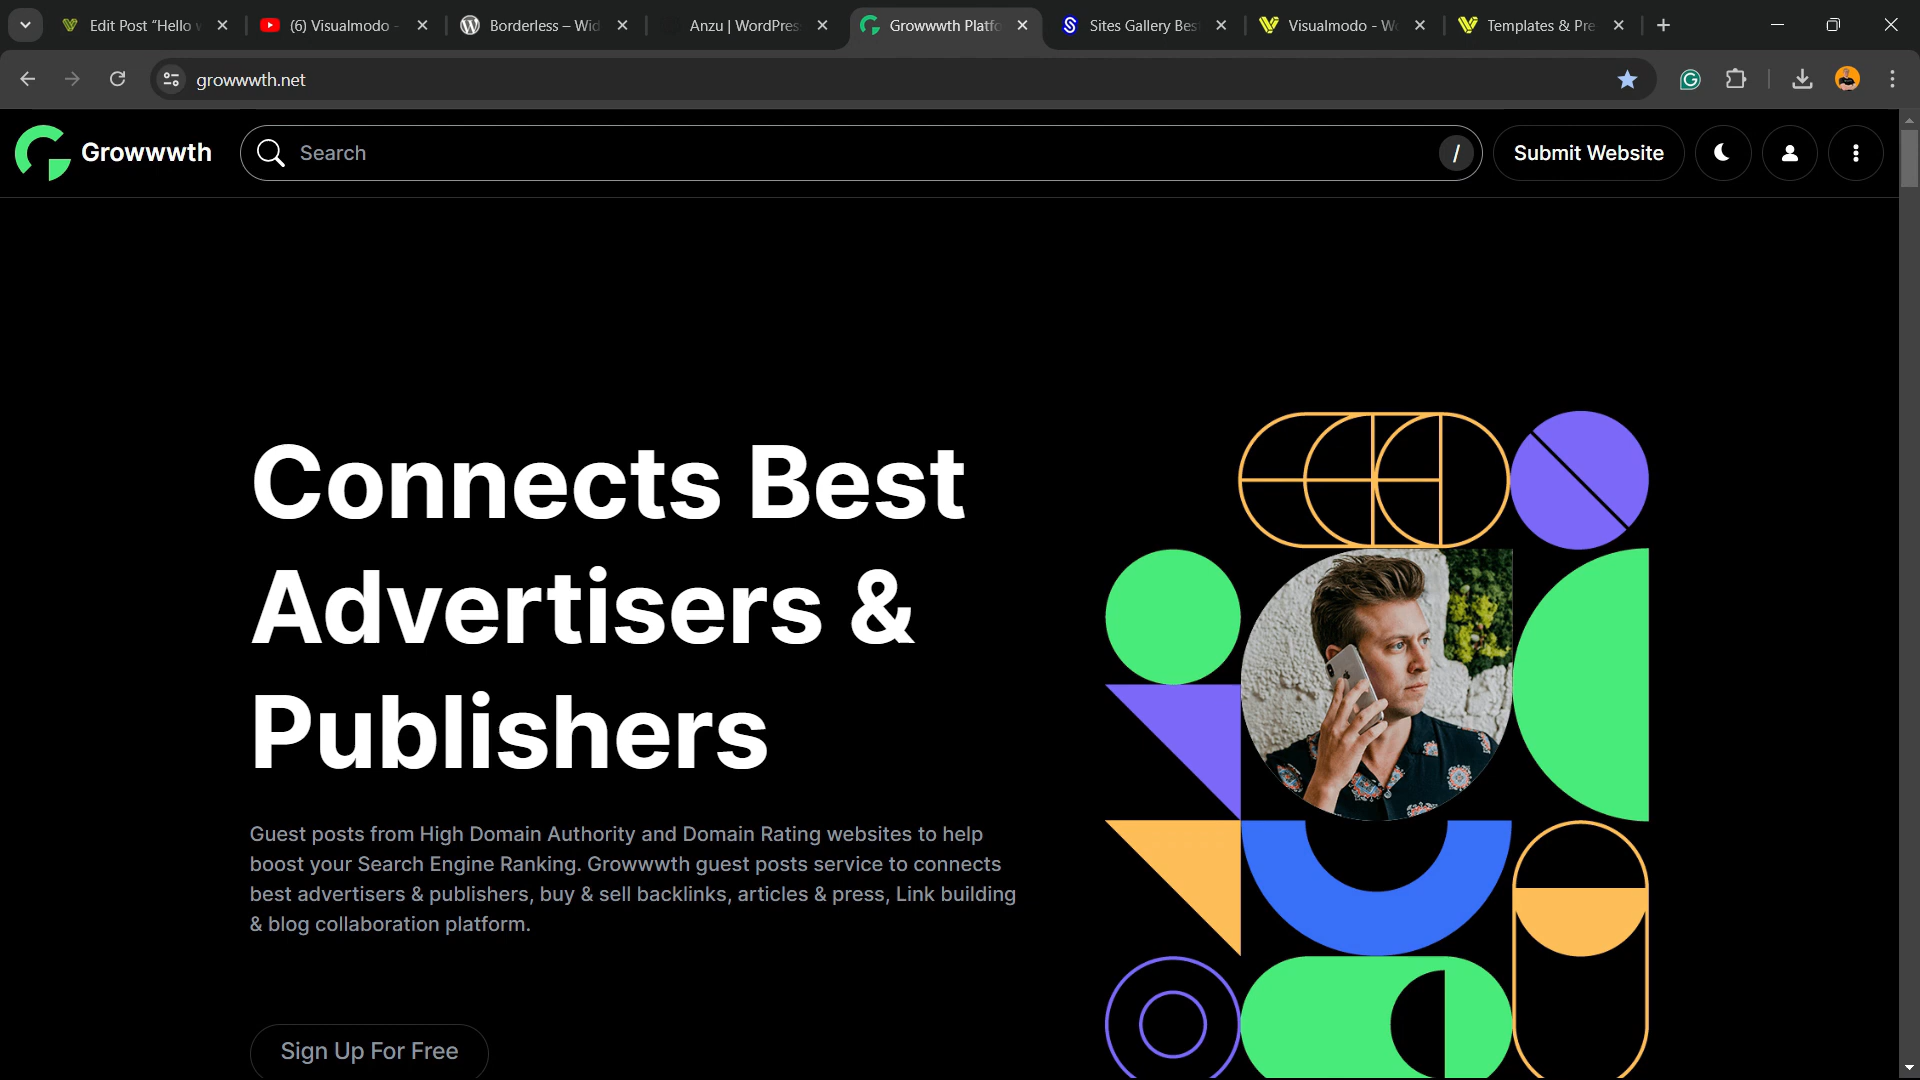 Edit Post “Hello w
(6) Visualmodo -
Borderless – Wid
Anzu | WordPres
Growwwth Platfo
Sites Gallery Bes
Visualmodo - Wo
Templates & Pre
growwwth.net
Growwwth
Search
/
Submit Website
Connects Best
Advertisers &
Publishers
Guest posts from High Domain Authority and Domain Rating websites to help
boost your Search Engine Ranking. Growwwth guest posts service to connects
best advertisers & publishers, buy & sell backlinks, articles & press, Link building
& blog collaboration platform.
Sign Up For Free